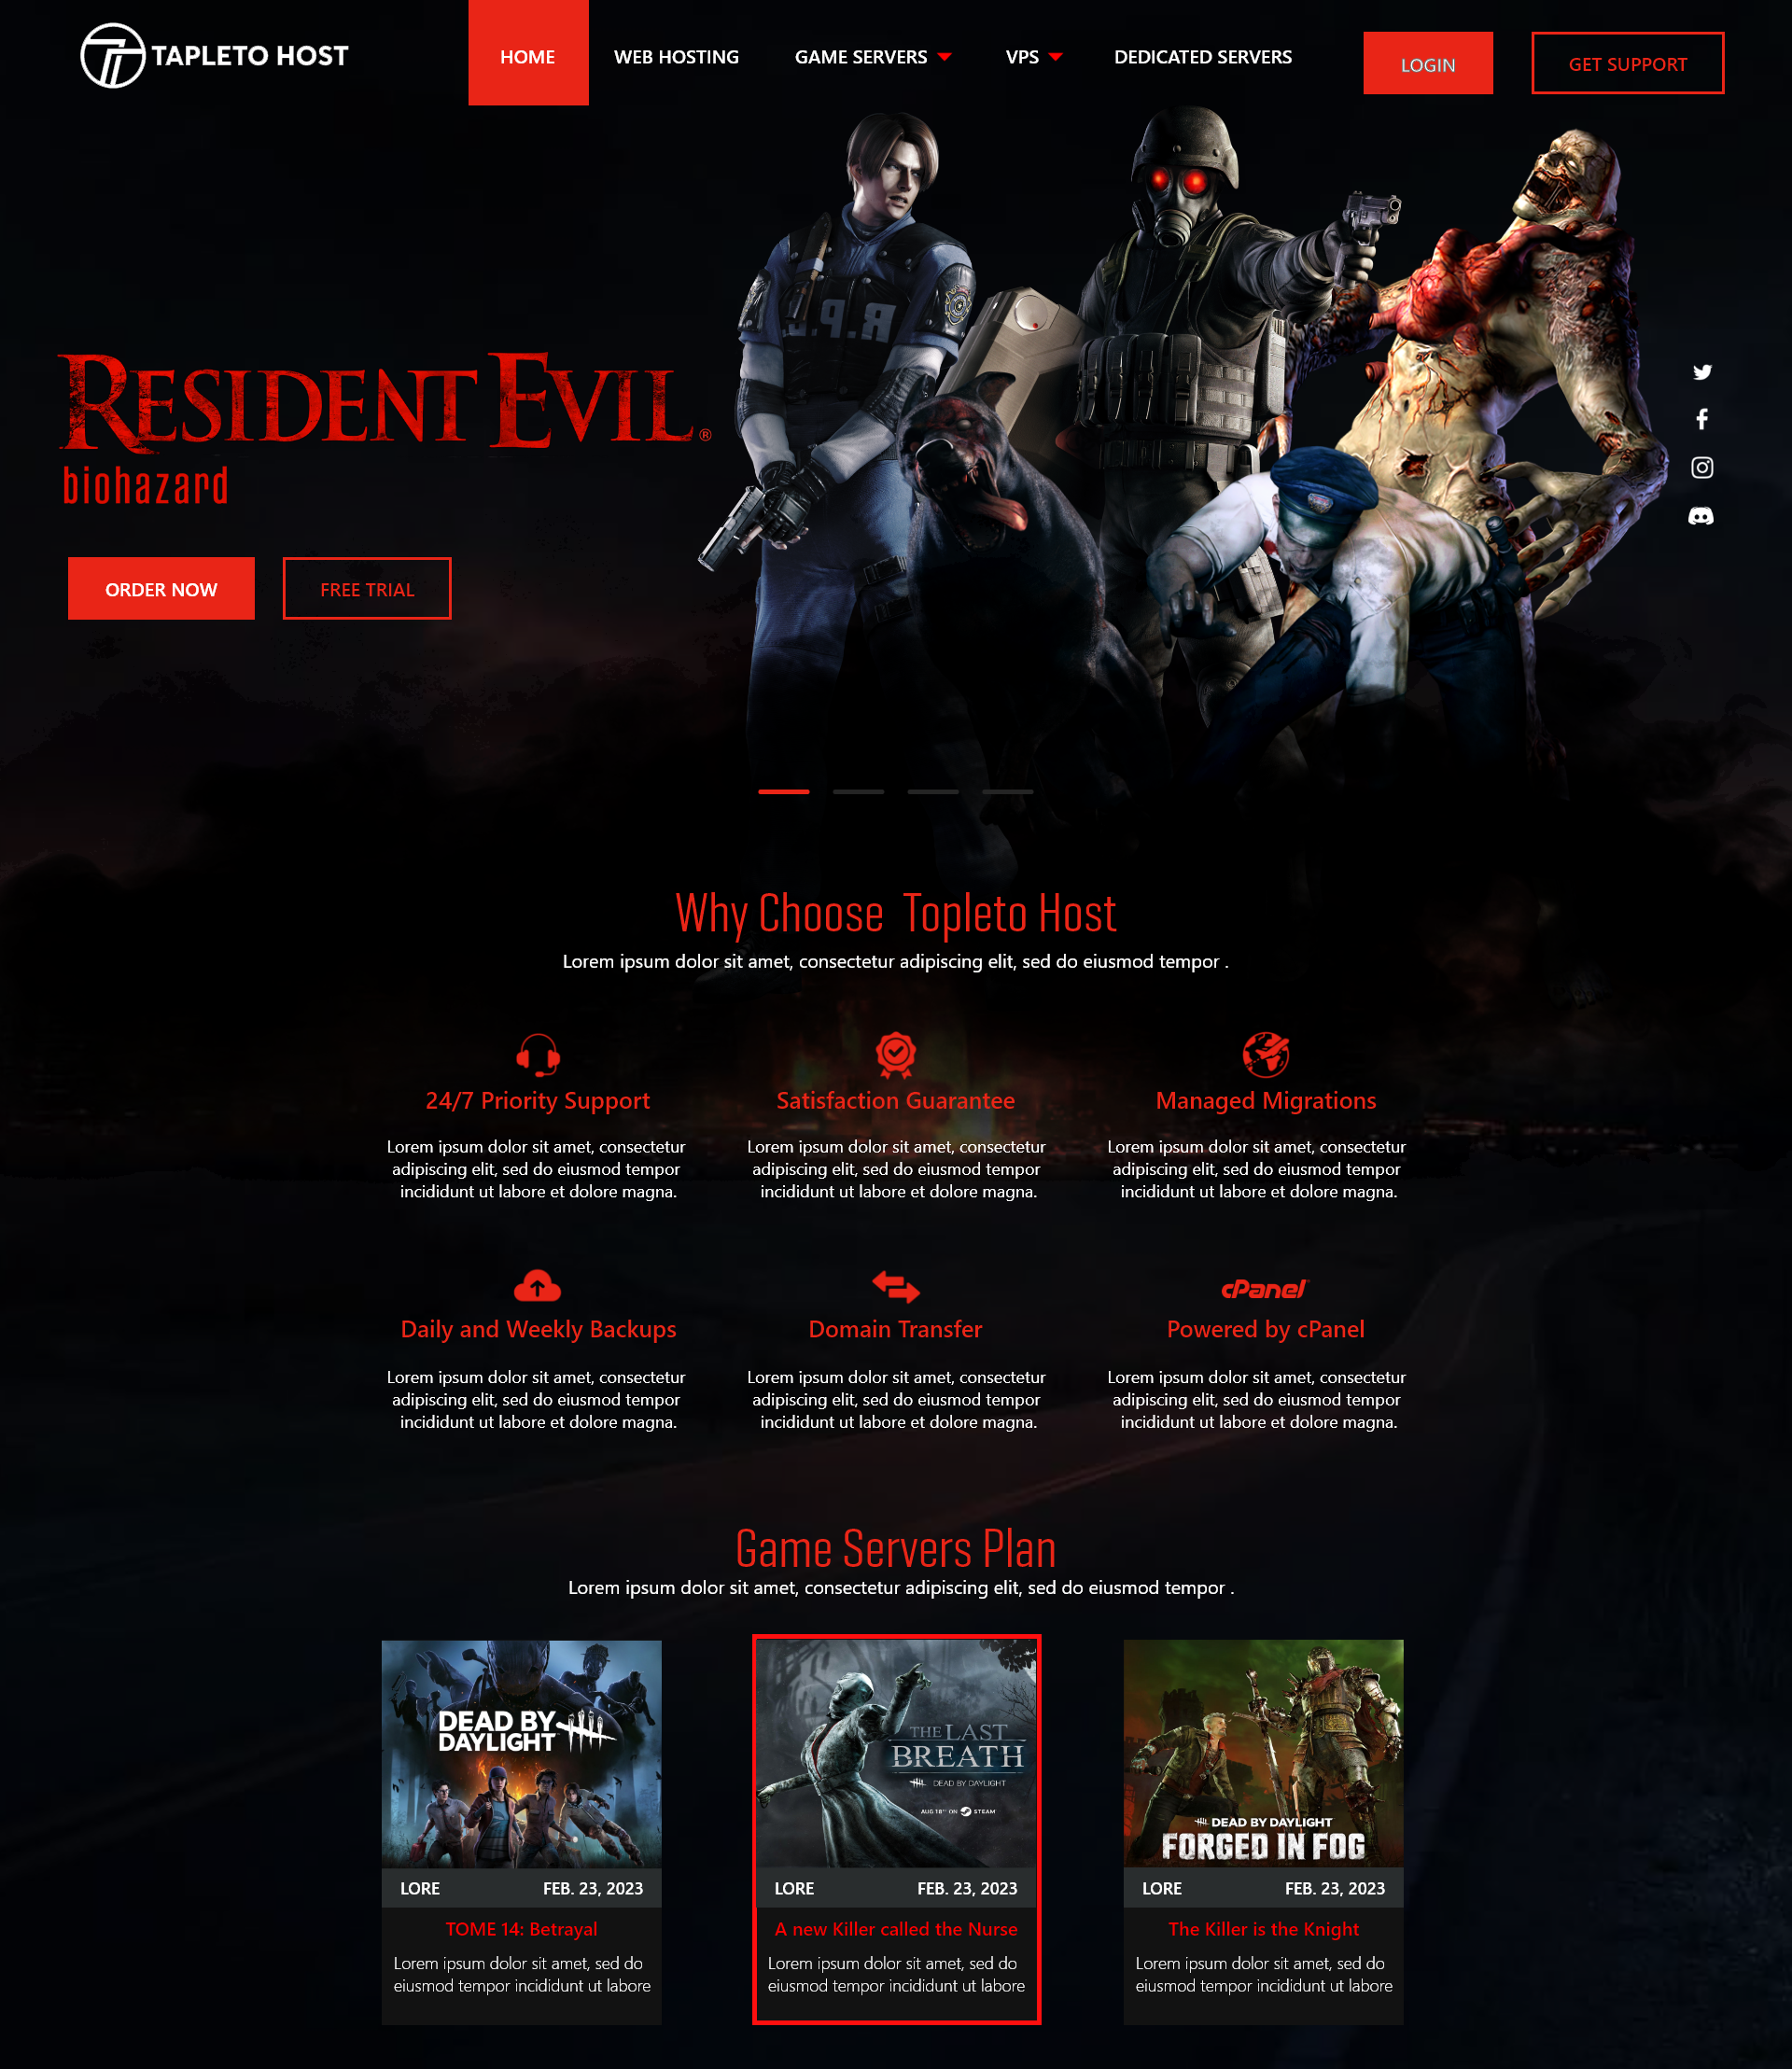 TAPLETO HOST
HOME
WEB HOSTING
GAME SERVERS
VPS
DEDICATED SERVERS
LOGIN
GET SUPPORT
R.P.
RESIDENT EVIL®
biohazard
ORDER NOW
FREE TRIAL
Why Choose Topleto Host
Lorem ipsum dolor sit amet, consectetur adipiscing elit, sed do eiusmod tempor .
24/7 Priority Support
Lorem ipsum dolor sit amet, consectetur
adipiscing elit, sed do eiusmod tempor
incididunt ut labore et dolore magna.
Satisfaction Guarantee
Lorem ipsum dolor sit amet, consectetur
adipiscing elit, sed do eiusmod tempor
incididunt ut labore et dolore magna.
Managed Migrations
Lorem ipsum dolor sit amet, consectetur
adipiscing elit, sed do eiusmod tempor
incididunt ut labore et dolore magna.
Daily and Weekly Backups
Lorem ipsum dolor sit amet, consectetur
adipiscing elit, sed do eiusmod tempor
incididunt ut labore et dolore magna.
Domain Transfer
Lorem ipsum dolor sit amet, consectetur
adipiscing elit, sed do eiusmod tempor
incididunt ut labore et dolore magna.
cPanel
Powered by cPanel
Lorem ipsum dolor sit amet, consectetur
adipiscing elit, sed do eiusmod tempor
incididunt ut labore et dolore magna.
Game Servers Plan
Lorem ipsum dolor sit amet, consectetur adipiscing elit, sed do eiusmod tempor .
DEAD BY
DAYLIGHT
LORE FEB. 23, 2023
TOME 14: Betrayal
Lorem ipsum dolor sit amet, sed do
eiusmod tempor incididunt ut labore
THE LAST
BREATH
DEAD BY DAYLIGHT
AUG 18TH ON STEAM
LORE FEB. 23, 2023
A new Killer called the Nurse
Lorem ipsum dolor sit amet, sed do
eiusmod tempor incididunt ut labore
DEAD BY DAYLIGHT
FORGED IN FOG
LORE FEB. 23, 2023
The Killer is the Knight
Lorem ipsum dolor sit amet, sed do
eiusmod tempor incididunt ut labore